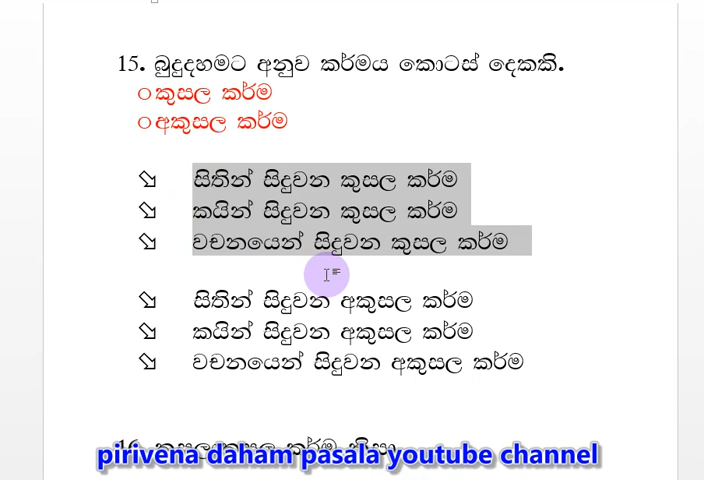 15. බුදුදහමට අනුව කර්මය කොටස් දෙකකි.
○ කුසල කර්ම
○ අකුසල කර්ම
සිතින් සිදුවන කුසල කර්ම
කයින් සිදුවන කුසල කර්ම
වචනයෙන් සිදුවන කුසල කර්ම
සිතින් සිදුවන අකුසල කර්ම
කයින් සිදුවන අකුසල කර්ම
වචනයෙන් සිදුවන අකුසල කර්ම
16. කර්ම නිසා
pirivena daham pasala youtube channel